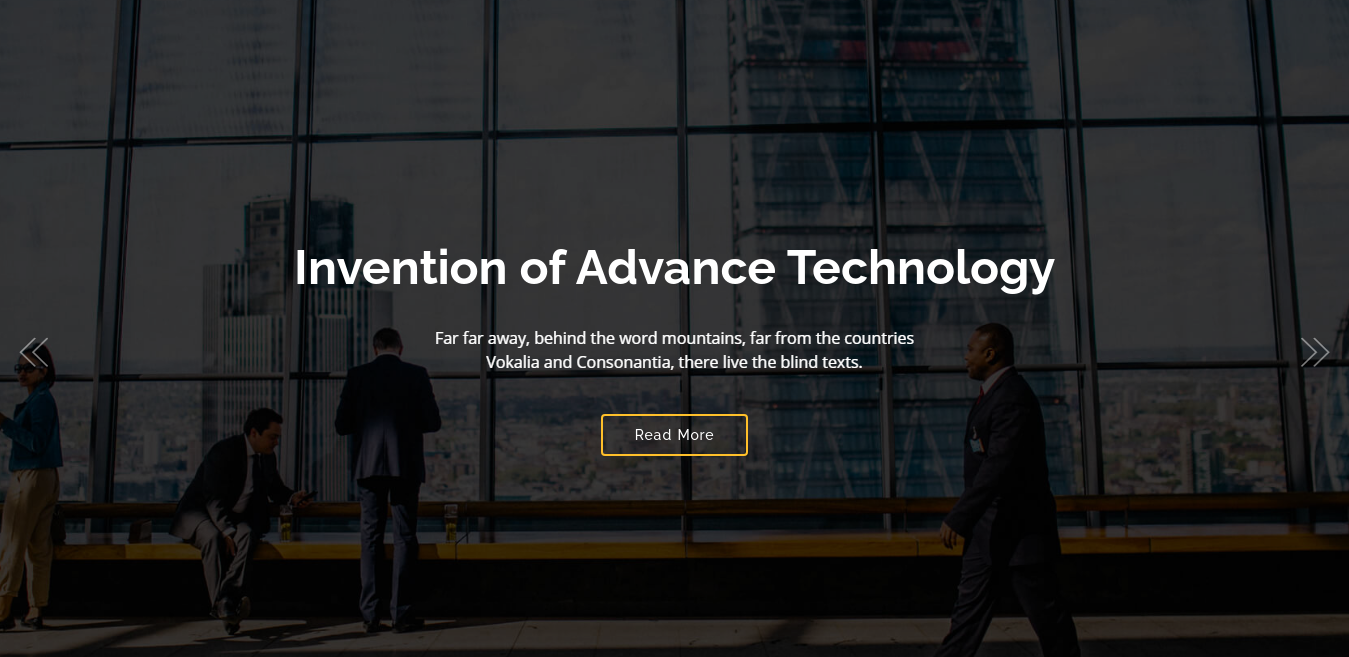 Invention of Advance Technology
Far far away, behind the word mountains, far from the countries
Vokalia and Consonantia, there live the blind texts.
Read More